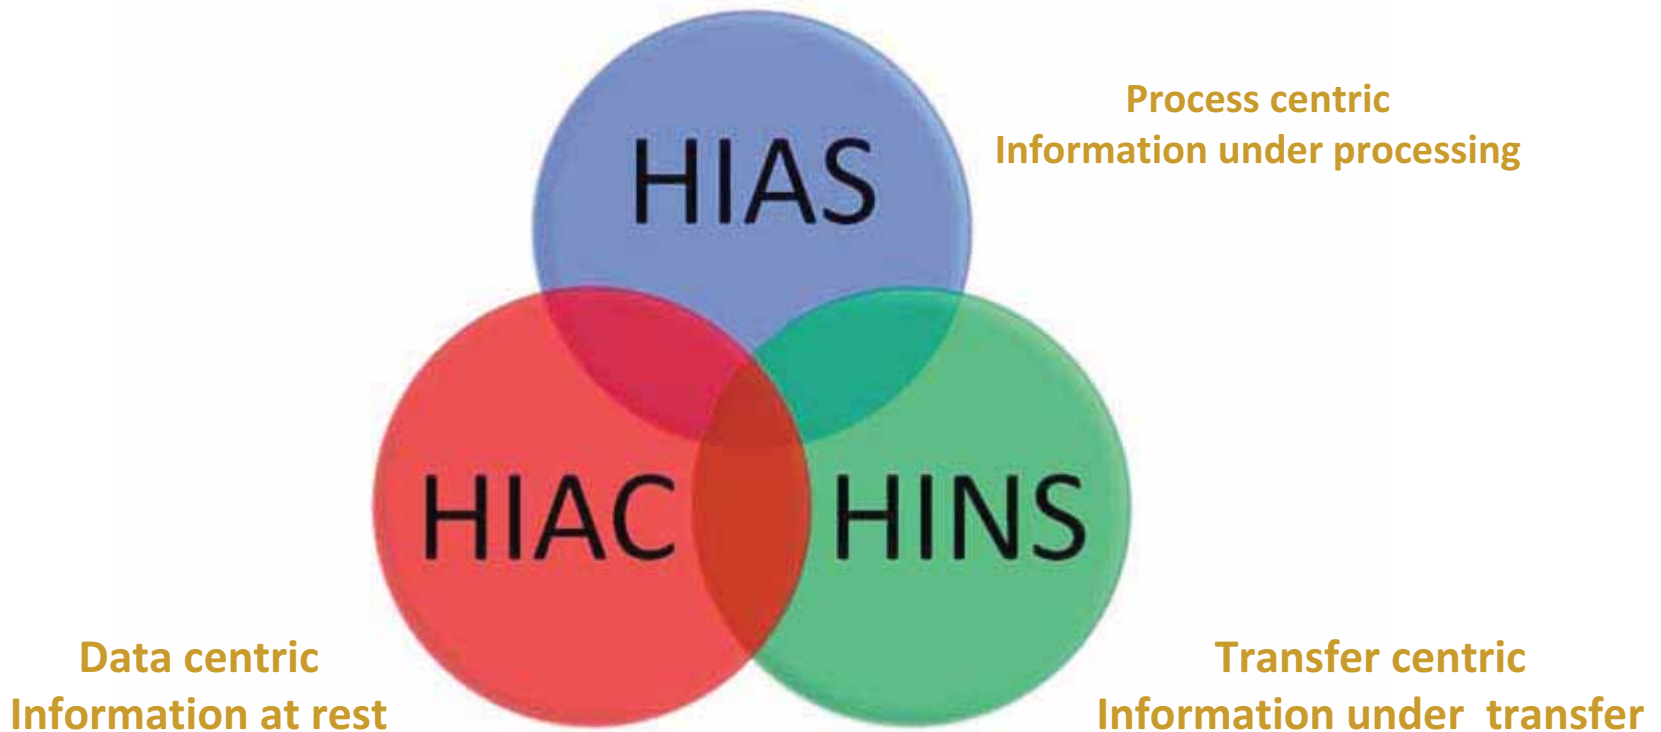 HIAS
Process centric
Information under processing
HIAC
HINS
Data centric
Information at rest
Transfer centric
Information under transfer